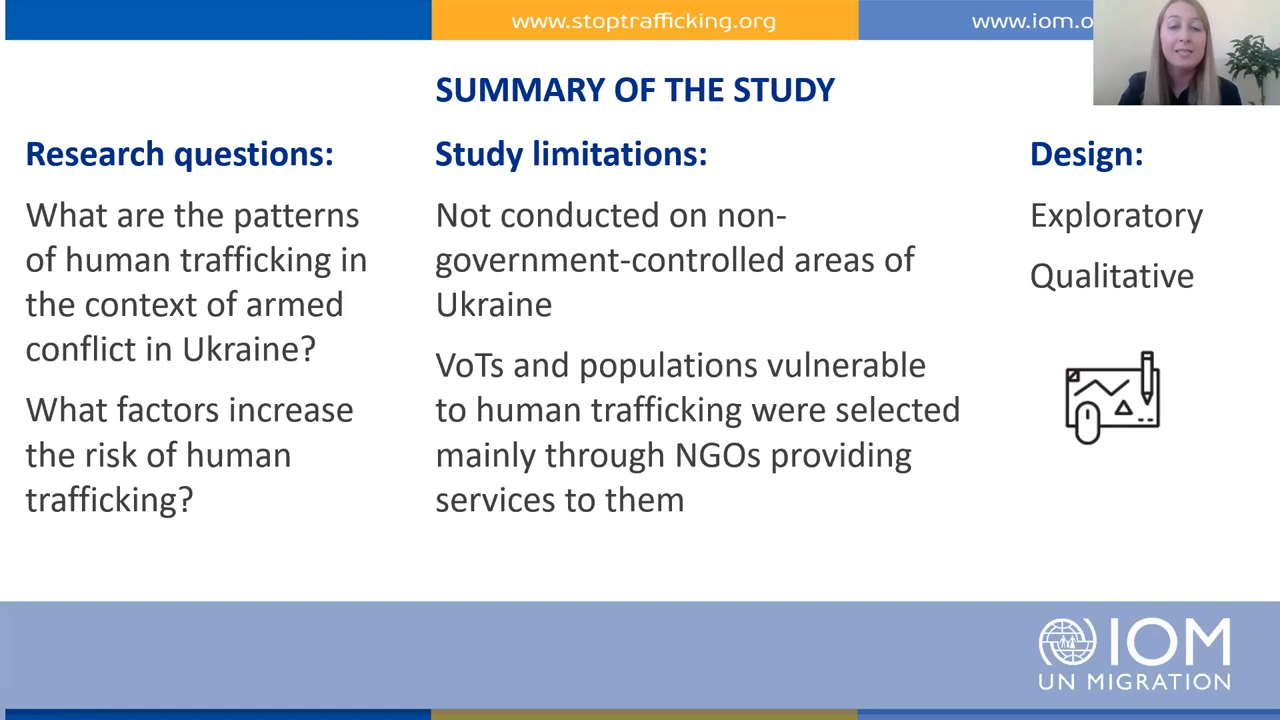 www.stoptrafficking.org
www.iom.o
SUMMARY OF THE STUDY
Research questions:
What are the patterns
of human trafficking in
the context of armed
conflict in Ukraine?
What factors increase
the risk of human
trafficking?
Study limitations:
Not conducted on non-
government-controlled areas of
Ukraine
VoTs and populations vulnerable
to human trafficking were selected
mainly through NGOs providing
services to them
Design:
Exploratory
Qualitative
IOM
UN MIGRATION